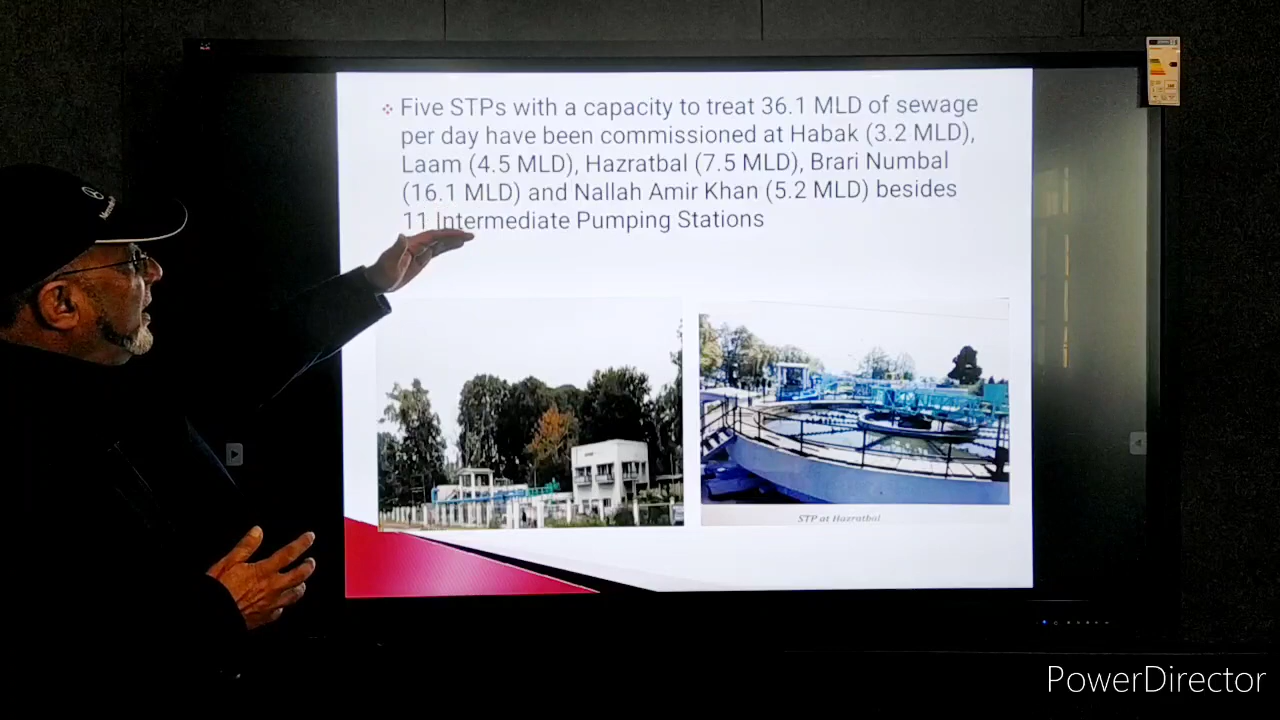 Five STPs with a capacity to treat 36.1 MLD of sewage
per day have been commissioned at Habak (3.2 MLD),
Laam (4.5 MLD), Hazratbal (7.5 MLD), Brari Numbal
(16.1 MLD) and Nallah Amir Khan (5.2 MLD) besides
11 Intermediate Pumping Stations
STP at Hazratbal
PowerDirector